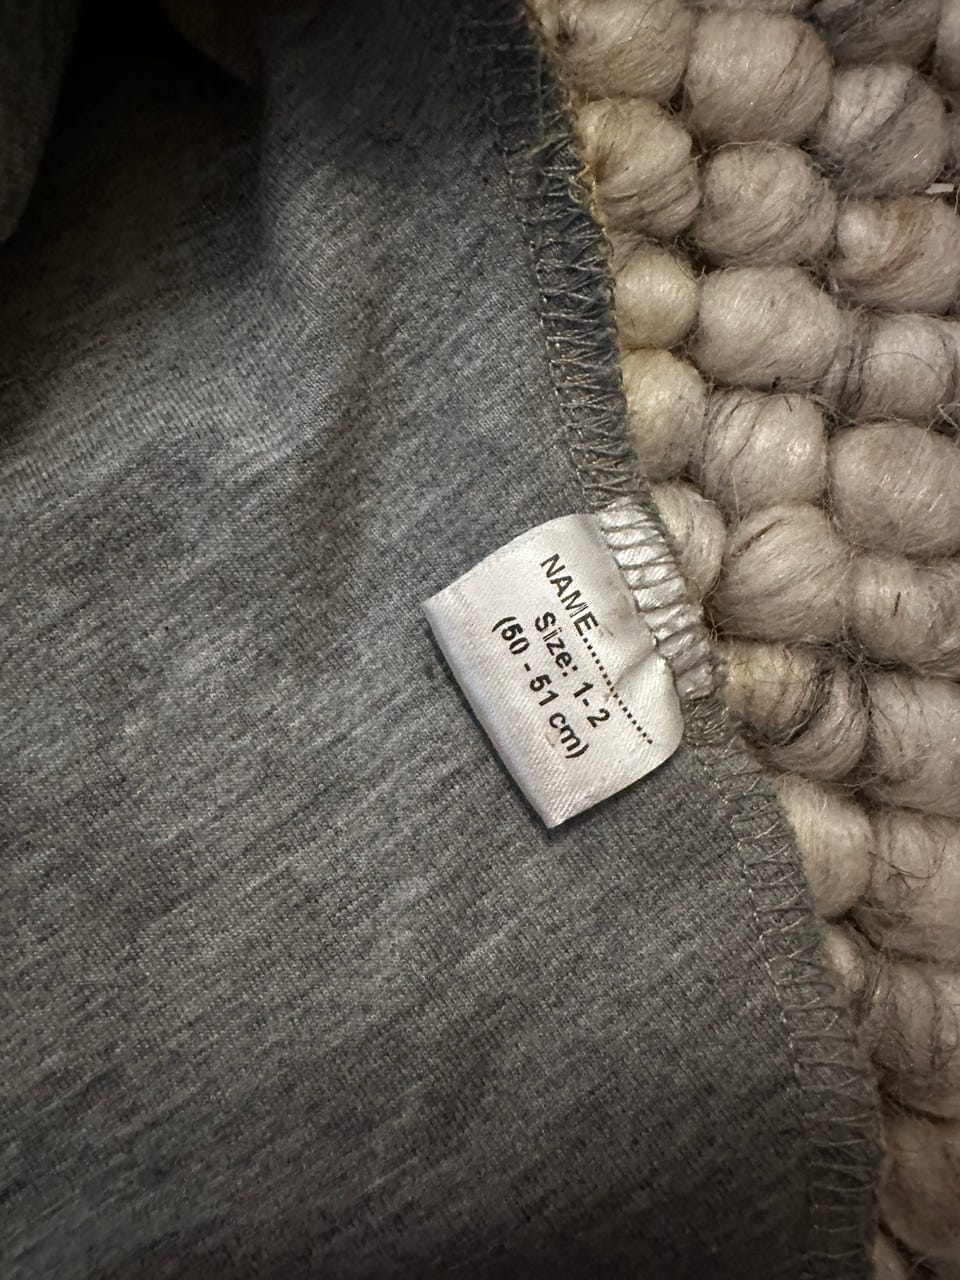 NAME..................
Size: 1- 2
(50 - 51 cm)